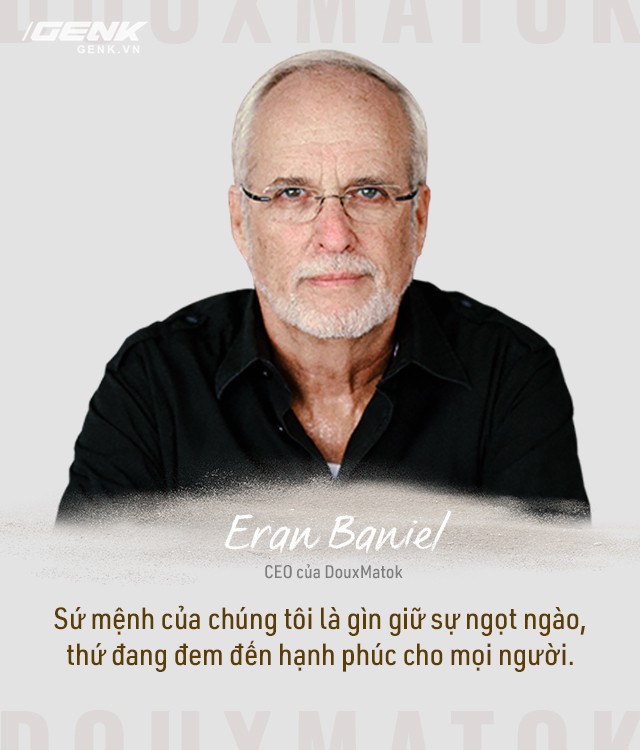 DOUXMATOK
GENK
GENK.VN
Eran Baniel
CEO của DouxMatok
Sứ mệnh của chúng tôi là gìn giữ sự ngọt ngào,
thứ đang đem đến hạnh phúc cho mọi người.
DOUXMATOK